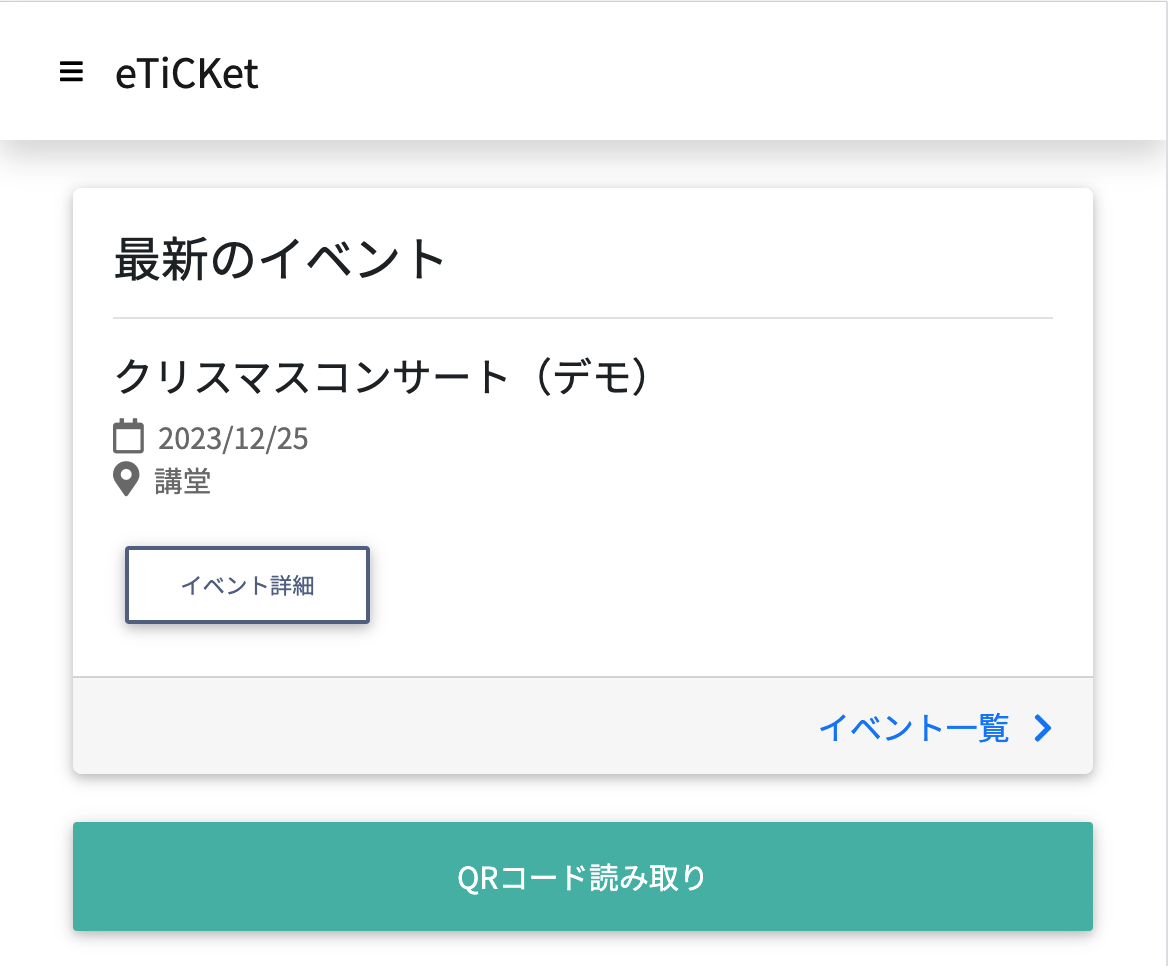 eTiCKet
最新のイベント
クリスマスコンサート（デモ）
2023/12/25
講堂
イベント詳細
イベント一覧
QRコード読み取り